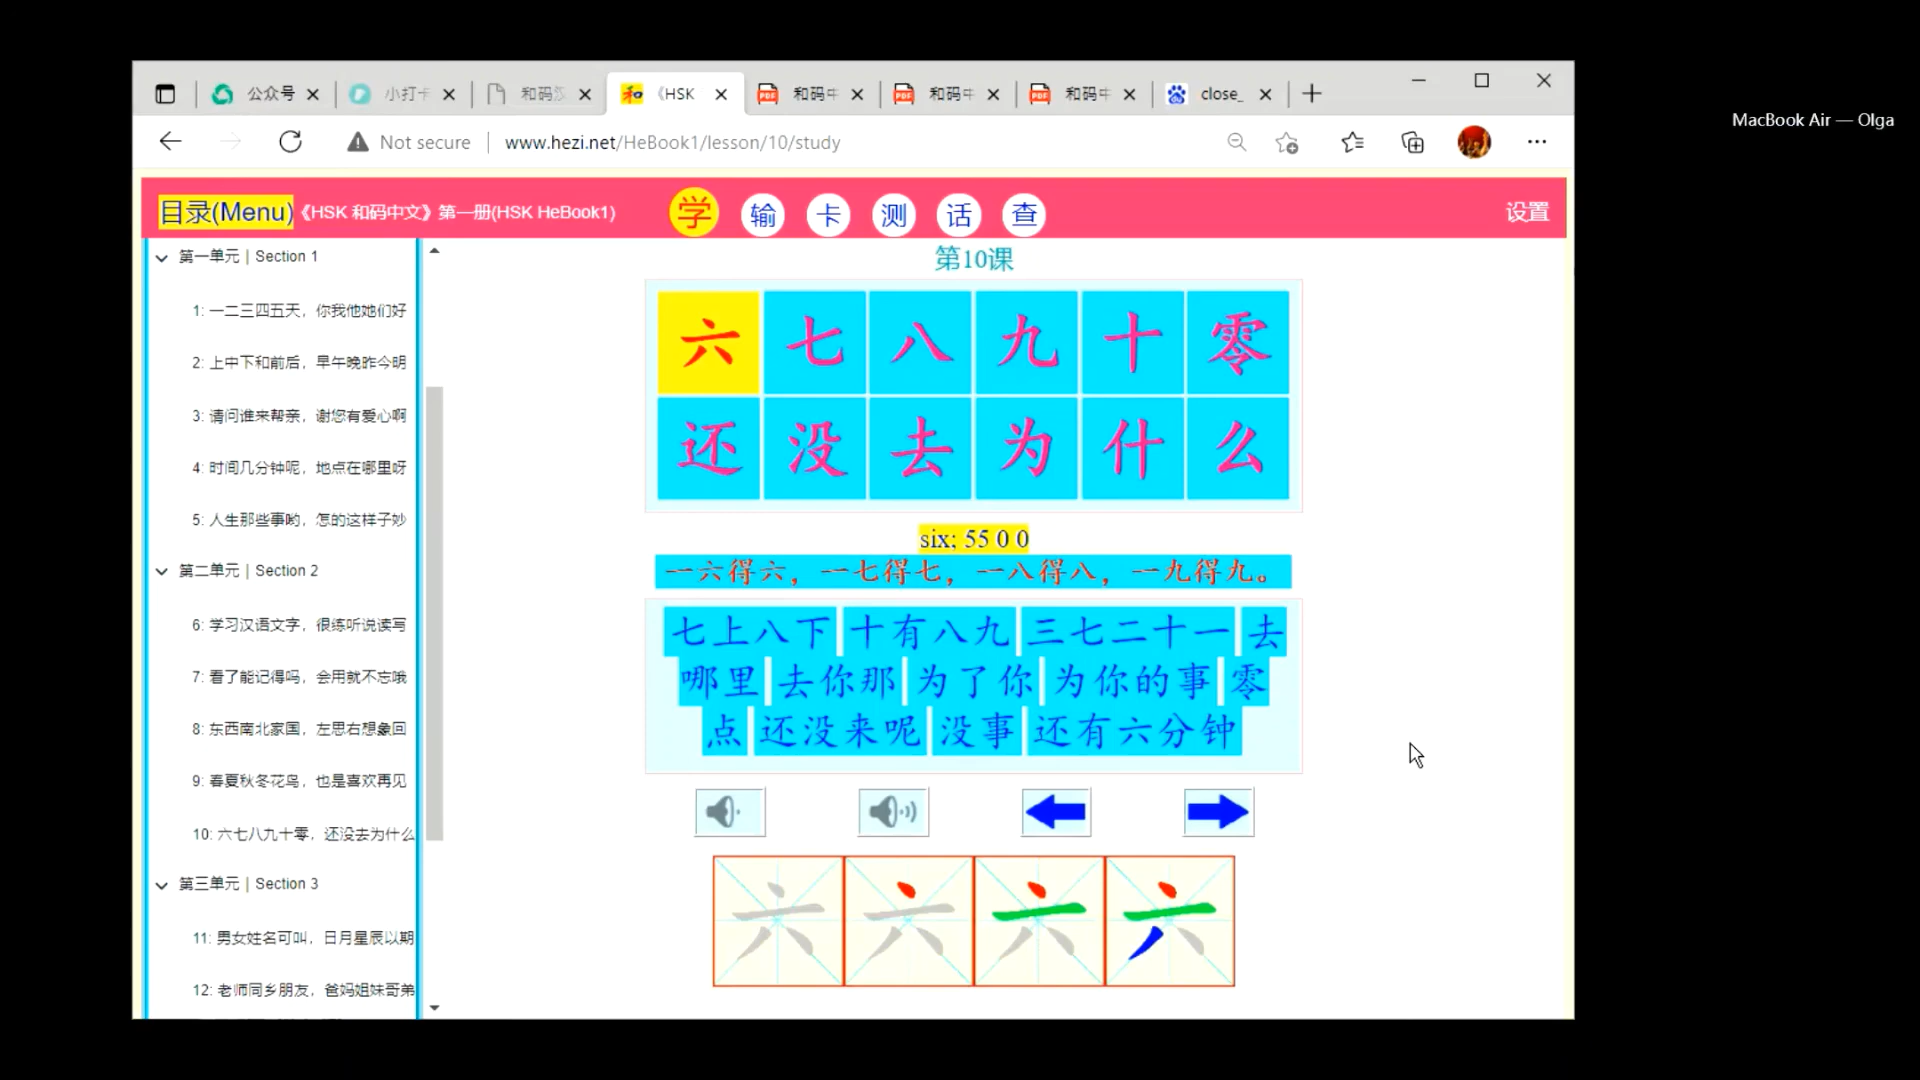 公众号
小打卡
和码汉
《HSK
和码中
和码中
和码中
close_
Not secure
www.hezi.net/HeBook1/lesson/10/study
MacBook Air — Olga
目录(Menu)《HSK 和码中文》第一册(HSK HeBook1)
学 输 卡 测 话 查
设置
第一单元 | Section 1
1: 一二三四五天，你我他她们好
2: 上中下和前后，早午晚昨今明
3: 请问谁来帮亲，谢您有爱心啊
4: 时间几分钟呢，地点在哪里呀
5: 人生那些事哟，怎的这样子妙
第二单元 | Section 2
6: 学习汉语文字，很练听说读写
7: 看了能记得吗，会用就不忘哦
8: 东西南北家国，左思右想象回
9: 春夏秋冬花鸟，也是喜欢再见
10: 六七八九十零，还没去为什么
第三单元 | Section 3
11: 男女姓名可叫，日月星辰以期
12: 老师同乡朋友，爸妈姐妹哥弟
第10课
六 七 八 九 十 零
还 没 去 为 什 么
six; 55 0 0
一六得六，一七得七，一八得八，一九得九。
七上八下 十有八九 三七二十一 去
哪里 去你那 为了你 为你的事 零
点 还没来呢 没事 还有六分钟
六 六 六 六